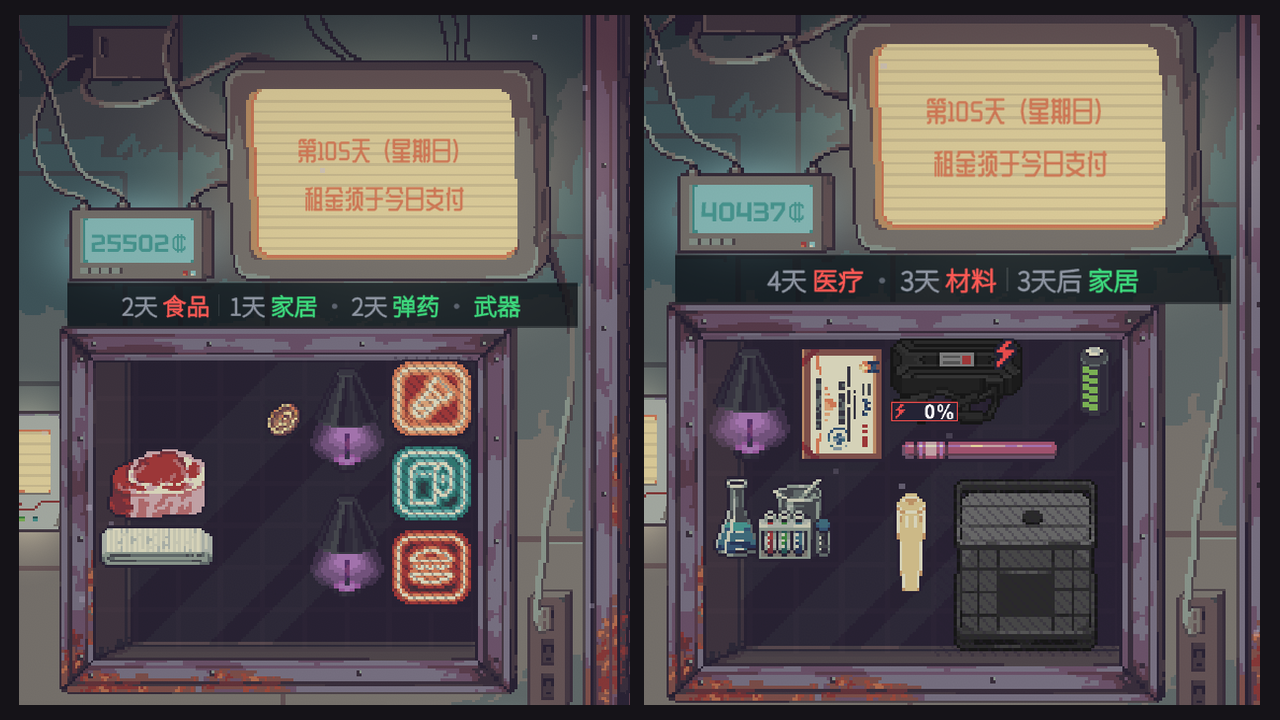 第105天（星期日）
租金须于今日支付
25502₵
2天 食品 | 1天 家居 · 2天 弹药 · 武器
第105天（星期日）
租金须于今日支付
40437₵
4天 医疗 · 3天 材料 | 3天后 家居
0%